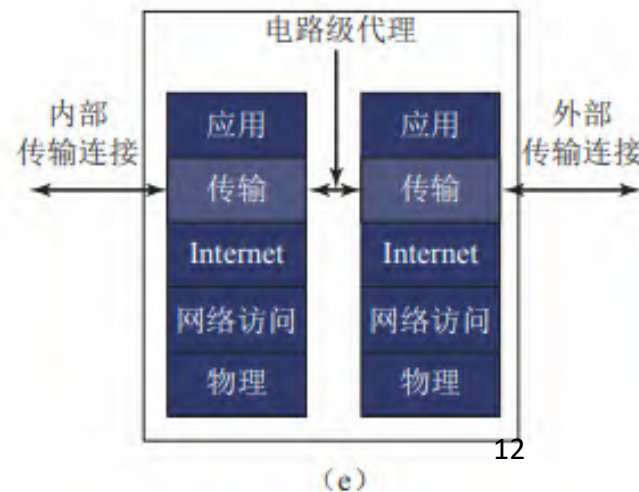 电路级代理
内部
传输连接
外部
传输连接
应用
传输
Internet
网络访问
物理
应用
传输
Internet
网络访问
物理
12
（e）